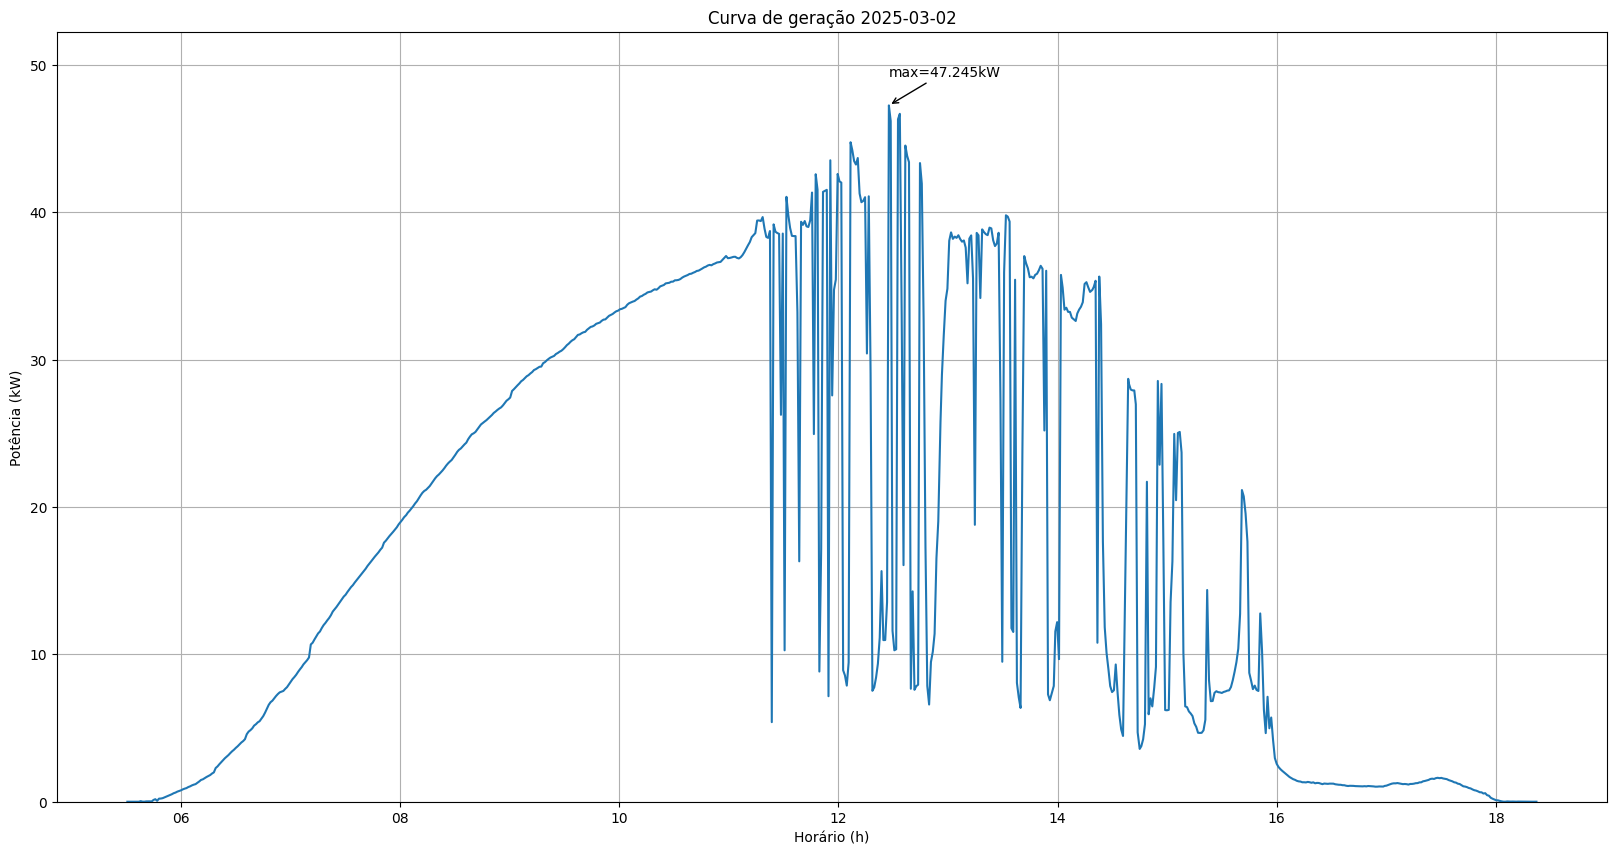 Curva de geração 2025-03-02
max=47.245kW
Potência (kW)
50
40
30
20
10
0
06 08 10 12 14 16 18
Horário (h)